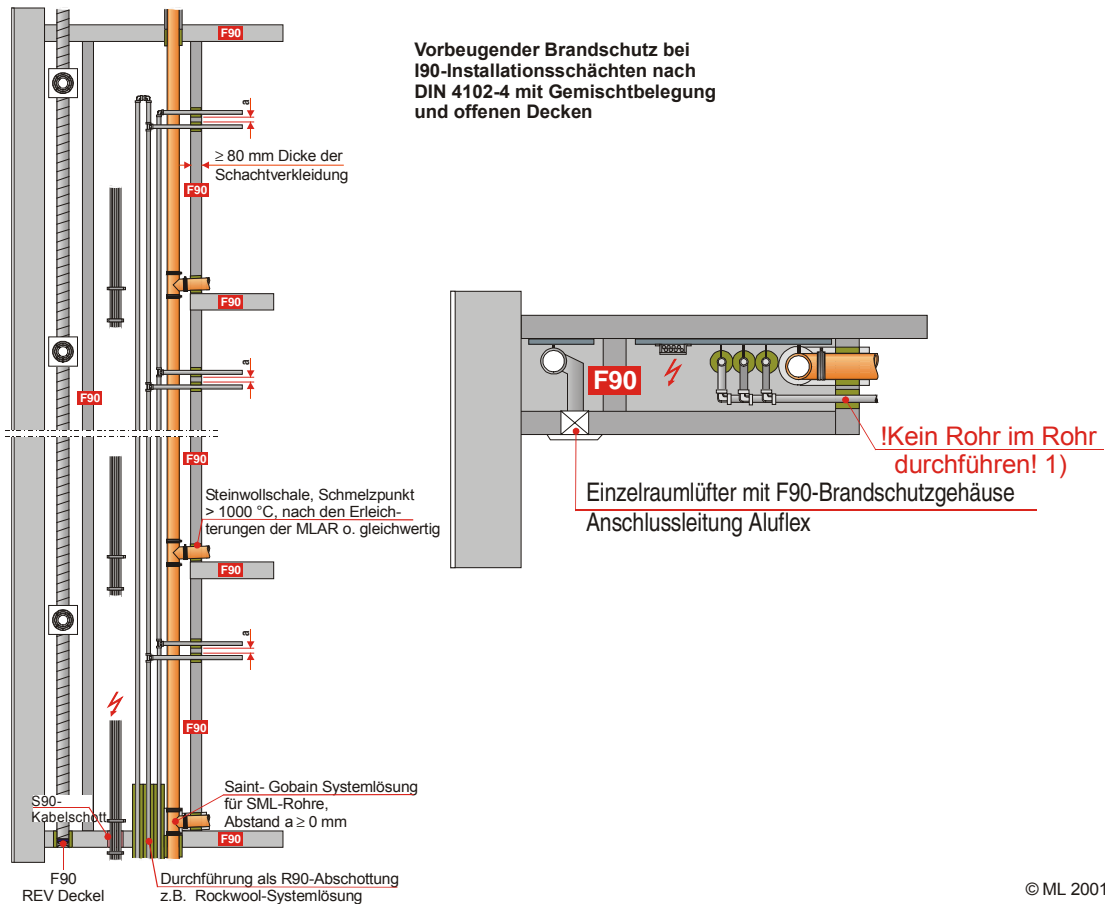 F90
Vorbeugender Brandschutz bei
I90-Installationsschächten nach
DIN 4102-4 mit Gemischtbelegung
und offenen Decken
a
≥ 80 mm Dicke der
Schachtverkleidung
F90
F90
a
F90
F90
!Kein Rohr im Rohr
durchführen! 1)
F90
Steinwollschale, Schmelzpunkt
> 1000 °C, nach den Erleich-
terungen der MLAR o. gleichwertig
Einzelraumlüfter mit F90-Brandschutzgehäuse
Anschlussleitung Aluflex
F90
a
F90
S90-
Kabelschott
Saint- Gobain Systemlösung
für SML-Rohre,
Abstand a ≥ 0 mm
F90
F90
REV Deckel
Durchführung als R90-Abschottung
z.B. Rockwool-Systemlösung
© ML 2001